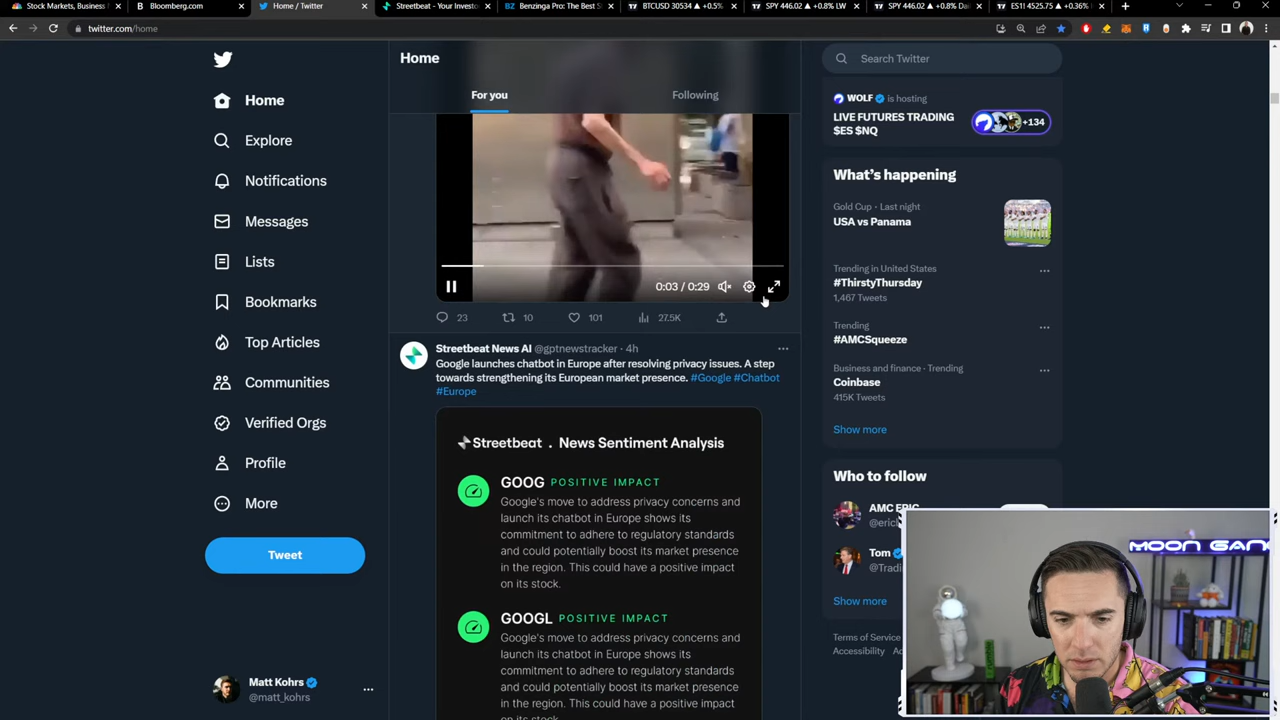 Stock Markets, Business N
Bloomberg.com
Home / Twitter
Streetbeat - Your Investo
Benzinga Pro: The Best S
BTCUSD 30534 ▲ +0.5%
SPY 446.02 ▲ +0.8% LW
SPY 446.02 ▲ +0.8% Dai
ES1! 4525.75 ▲ +0.36%
twitter.com/home
Home
Explore
Notifications
Messages
Lists
Bookmarks
Top Articles
Communities
Verified Orgs
Profile
More
Tweet
Matt Kohrs
@matt_kohrs
Home
For you
Following
0:03 / 0:29
23
10
101
27.5K
Streetbeat News AI @gptnewstracker · 4h
Google launches chatbot in Europe after resolving privacy issues. A step
towards strengthening its European market presence. #Google #Chatbot
#Europe
Streetbeat . News Sentiment Analysis
GOOG POSITIVE IMPACT
Google's move to address privacy concerns and
launch its chatbot in Europe shows its
commitment to adhere to regulatory standards
and could potentially boost its market presence
in the region. This could have a positive impact
on its stock.
GOOGL POSITIVE IMPACT
Google's move to address privacy concerns and
launch its chatbot in Europe shows its
commitment to adhere to regulatory standards
and could potentially boost its market presence
in the region. This could have a positive impact
Search Twitter
WOLF is hosting
LIVE FUTURES TRADING
$ES $NQ
+134
What's happening
Gold Cup · Last night
USA vs Panama
Trending in United States
#ThirstyThursday
1,467 Tweets
Trending
#AMCSqueeze
Business and finance · Trending
Coinbase
415K Tweets
Show more
Who to follow
AMC ERIC
@eric
Tom
@Tradi
Show more
Terms of Service
Accessibility
MOON GANG